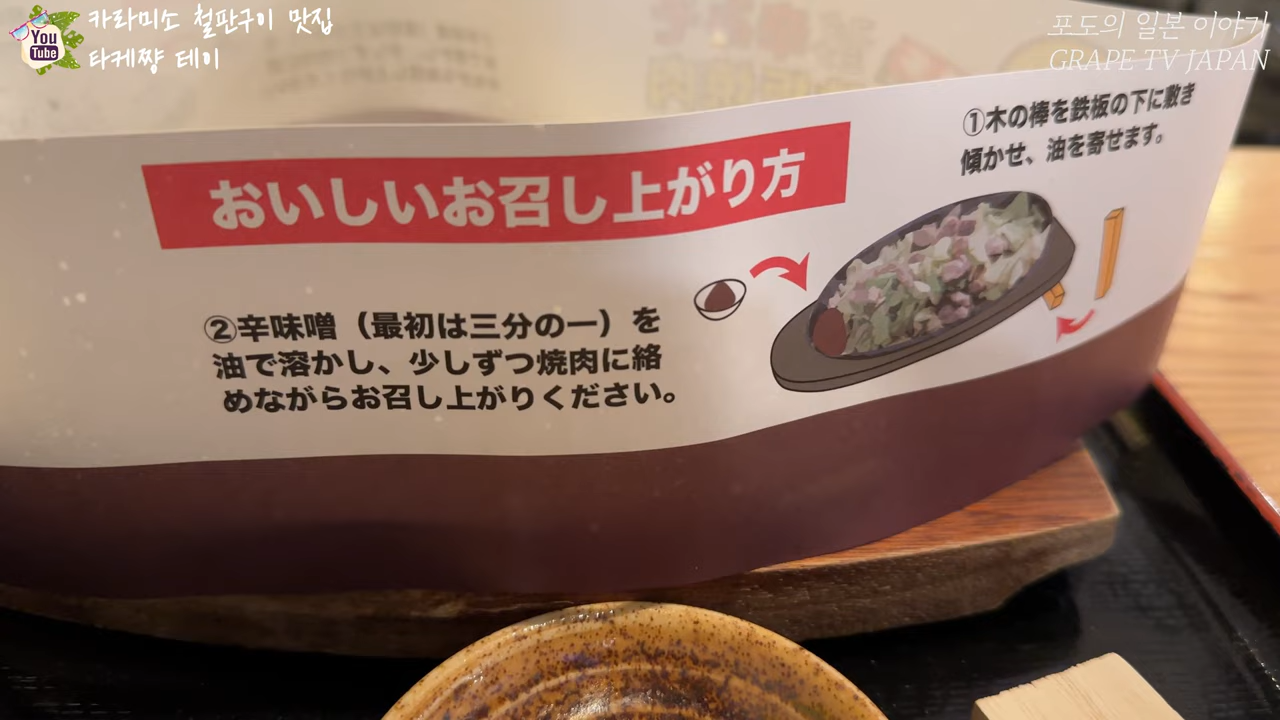 You
Tube
카라미소 철판구이 맛집
타케쨩 테이
포도의 일본 이야기
GRAPE TV JAPAN
おいしいお召し上がり方
①木の棒を鉄板の下に敷き
傾かせ、油を寄せます。
②辛味噌（最初は三分の一）を
油で溶かし、少しずつ焼肉に絡
めながらお召し上がりください。